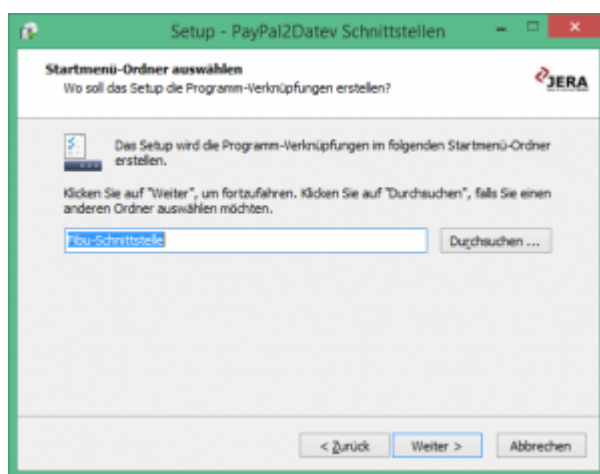 Setup - PayPal2Datev Schnittstellen
Startmenü-Ordner auswählen
Wo soll das Setup die Programm-Verknüpfungen erstellen?
JERA
Das Setup wird die Programm-Verknüpfungen im folgenden Startmenü-Ordner
erstellen.
Klicken Sie auf "Weiter", um fortzufahren. Klicken Sie auf "Durchsuchen", falls Sie einen
anderen Ordner auswählen möchten.
Fibu-Schnittstelle
Durchsuchen ...
< Zurück
Weiter >
Abbrechen